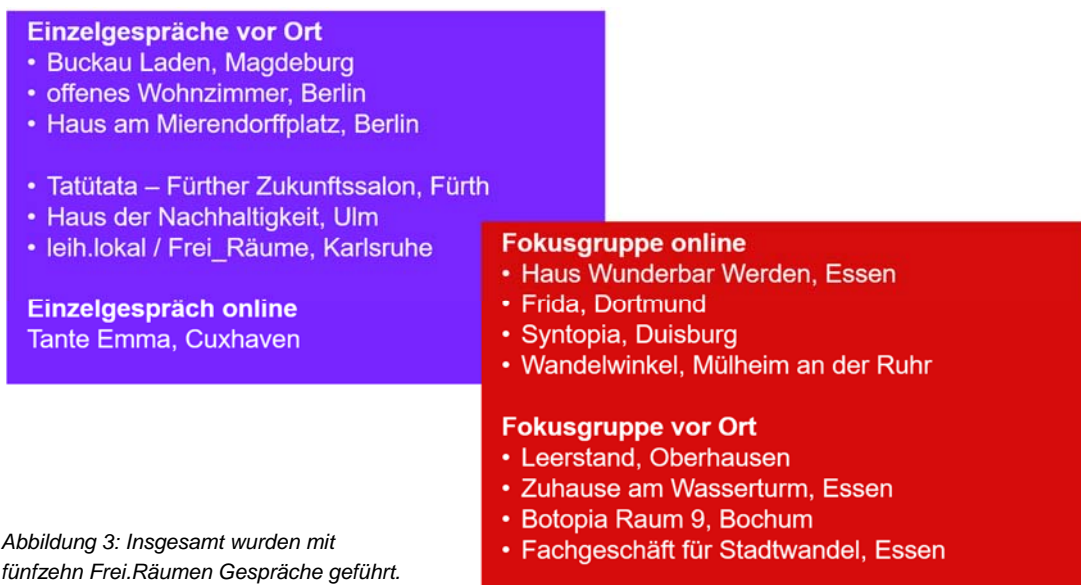 Einzelgespräche vor Ort
• Buckau Laden, Magdeburg
• offenes Wohnzimmer, Berlin
• Haus am Mierendorffplatz, Berlin
• Tatütata – Fürther Zukunftssalon, Fürth
• Haus der Nachhaltigkeit, Ulm
• leih.lokal / Frei_Räume, Karlsruhe
Einzelgespräch online
Tante Emma, Cuxhaven
Fokusgruppe online
• Haus Wunderbar Werden, Essen
• Frida, Dortmund
• Syntopia, Duisburg
• Wandelwinkel, Mülheim an der Ruhr
Fokusgruppe vor Ort
• Leerstand, Oberhausen
• Zuhause am Wasserturm, Essen
• Botopia Raum 9, Bochum
• Fachgeschäft für Stadtwandel, Essen
Abbildung 3: Insgesamt wurden mit
fünfzehn Frei.Räumen Gespräche geführt.